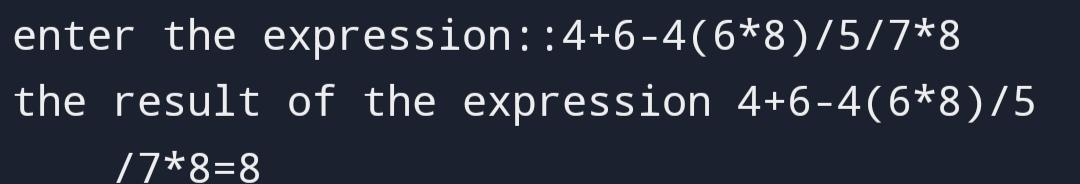 enter the expression::4+6-4(6*8)/5/7*8
the result of the expression 4+6-4(6*8)/5
/7*8=8